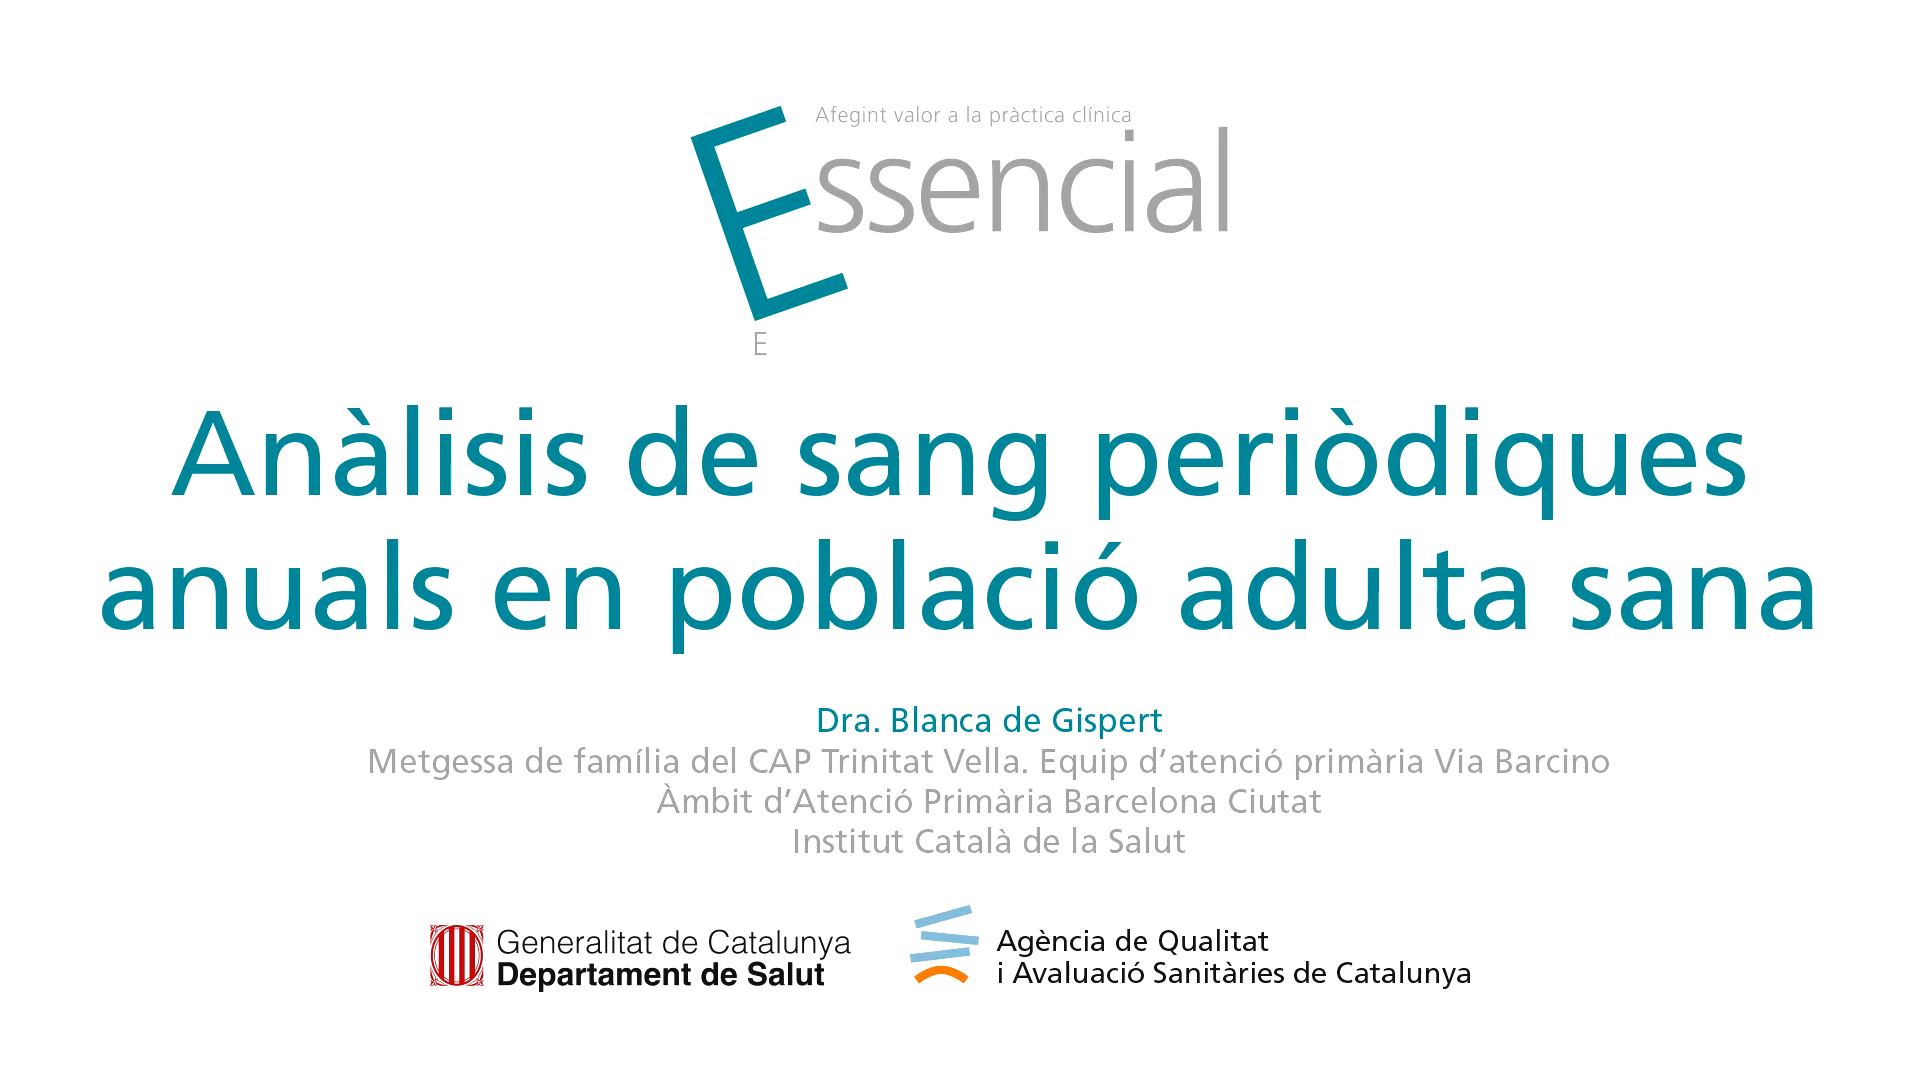 Afegint valor a la pràctica clínica
Essencial
E
Anàlisis de sang periòdiques
anuals en població adulta sana
Dra. Blanca de Gispert
Metgessa de família del CAP Trinitat Vella. Equip d’atenció primària Via Barcino
Àmbit d’Atenció Primària Barcelona Ciutat
Institut Català de la Salut
Generalitat de Catalunya
Departament de Salut
Agència de Qualitat
i Avaluació Sanitàries de Catalunya